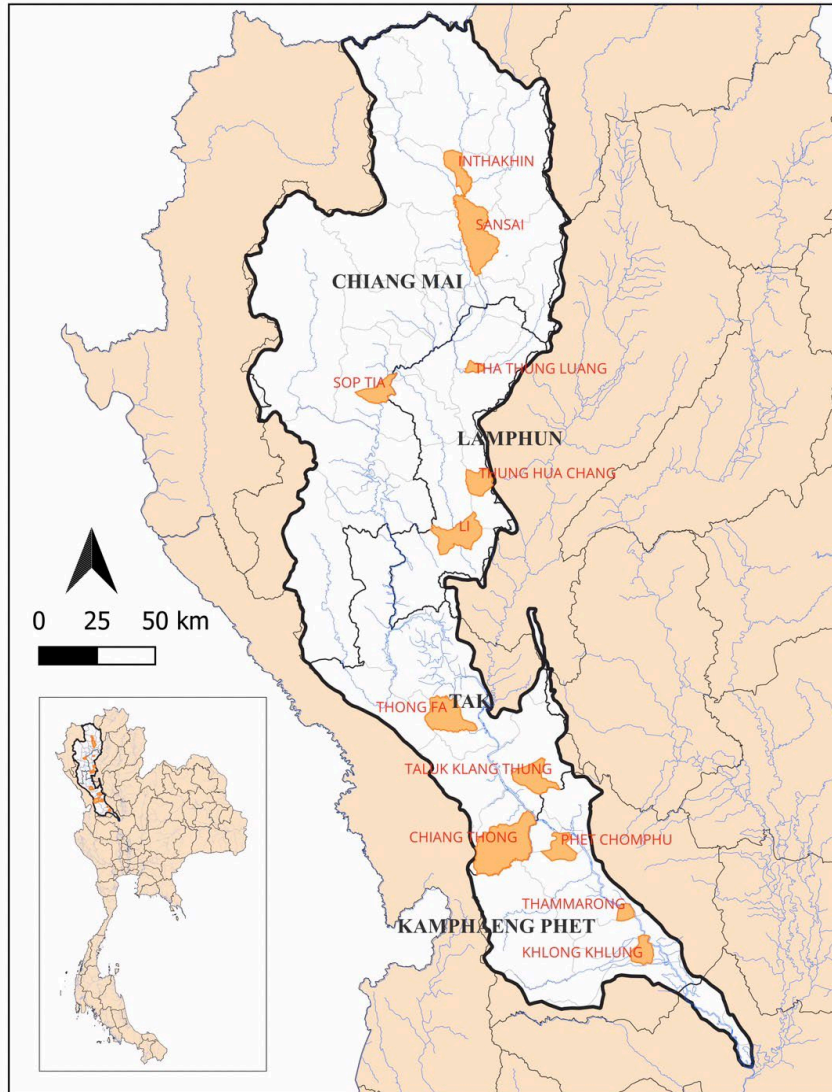 INTHAKHIN
SANSAI
CHIANG MAI
THA THUNG LUANG
SOP TIA
LAMPHUN
THUNG HUA CHANG
LI
0 25 50 km
THONG FA
TAK
TALUK KLANG THUNG
CHIANG THONG
PHET CHOMPHU
THAMMARONG
KAMPHAENG PHET
KHLONG KHLUNG